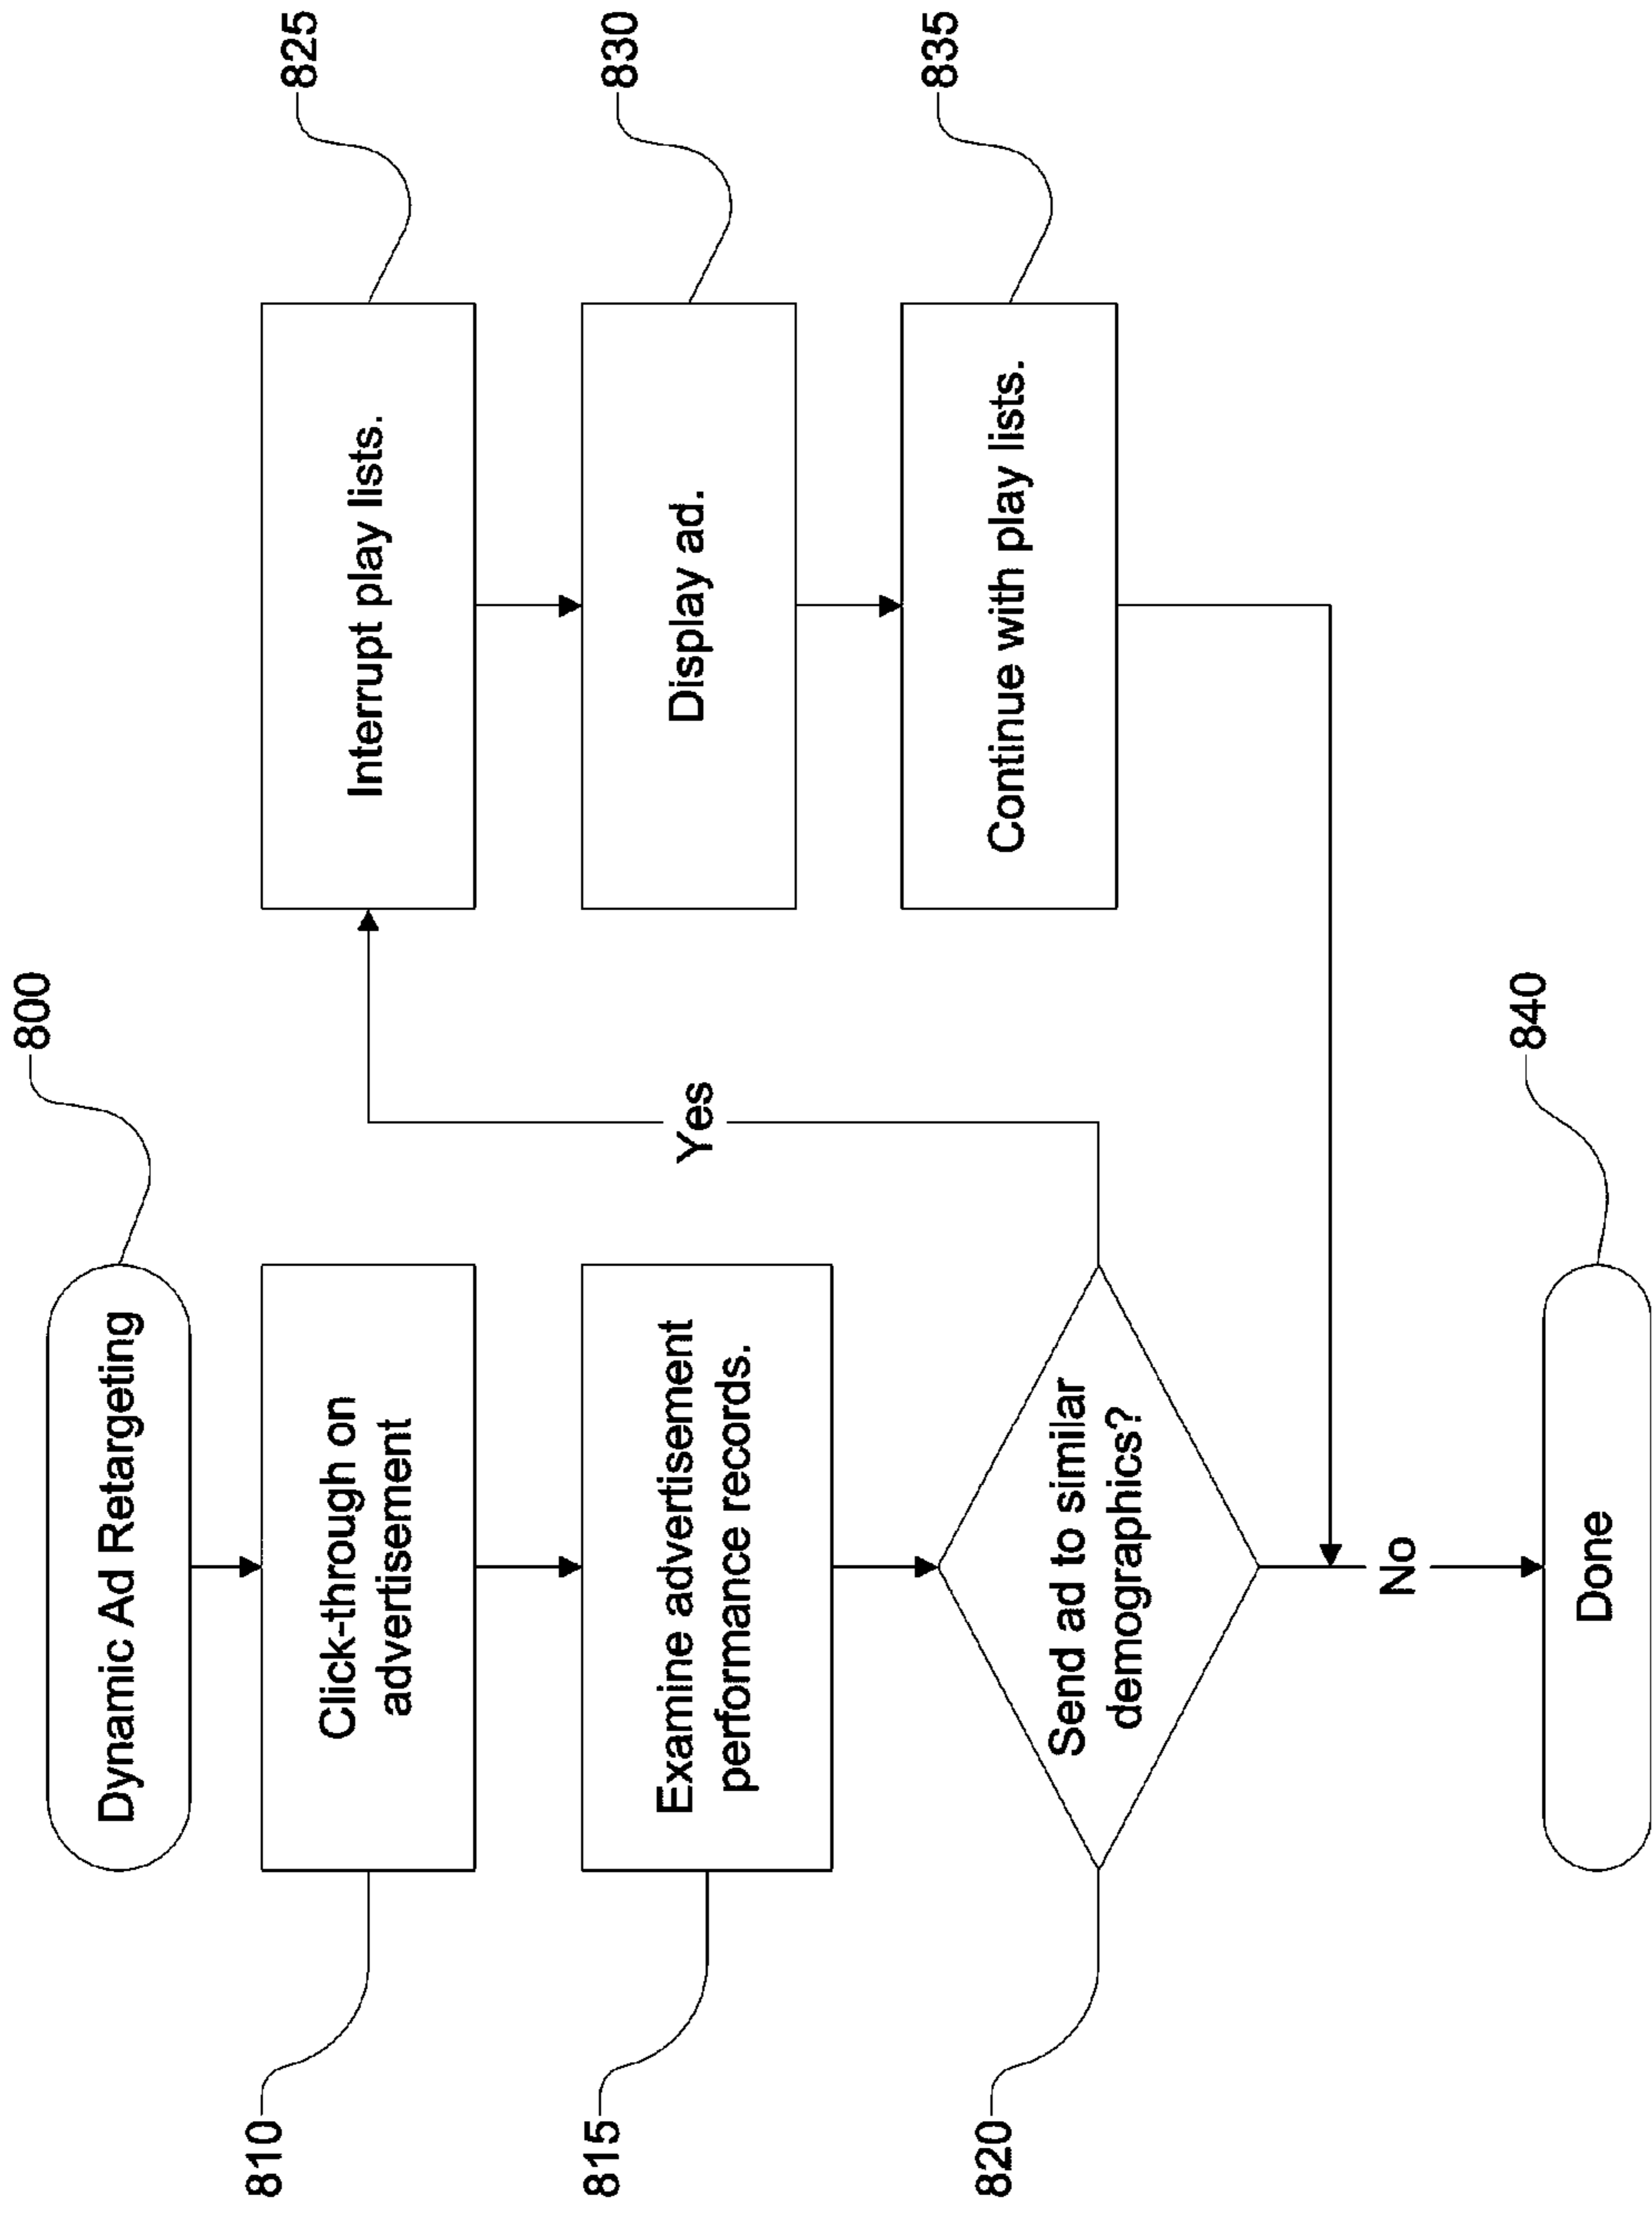 Dynamic Ad Retargeting
800
810
Click-through on
advertisement
815
Examine advertisement
performance records.
820
Send ad to similar
demographics?
Yes
Interrupt play lists.
825
Display ad.
830
Continue with play lists.
835
No
Done
840